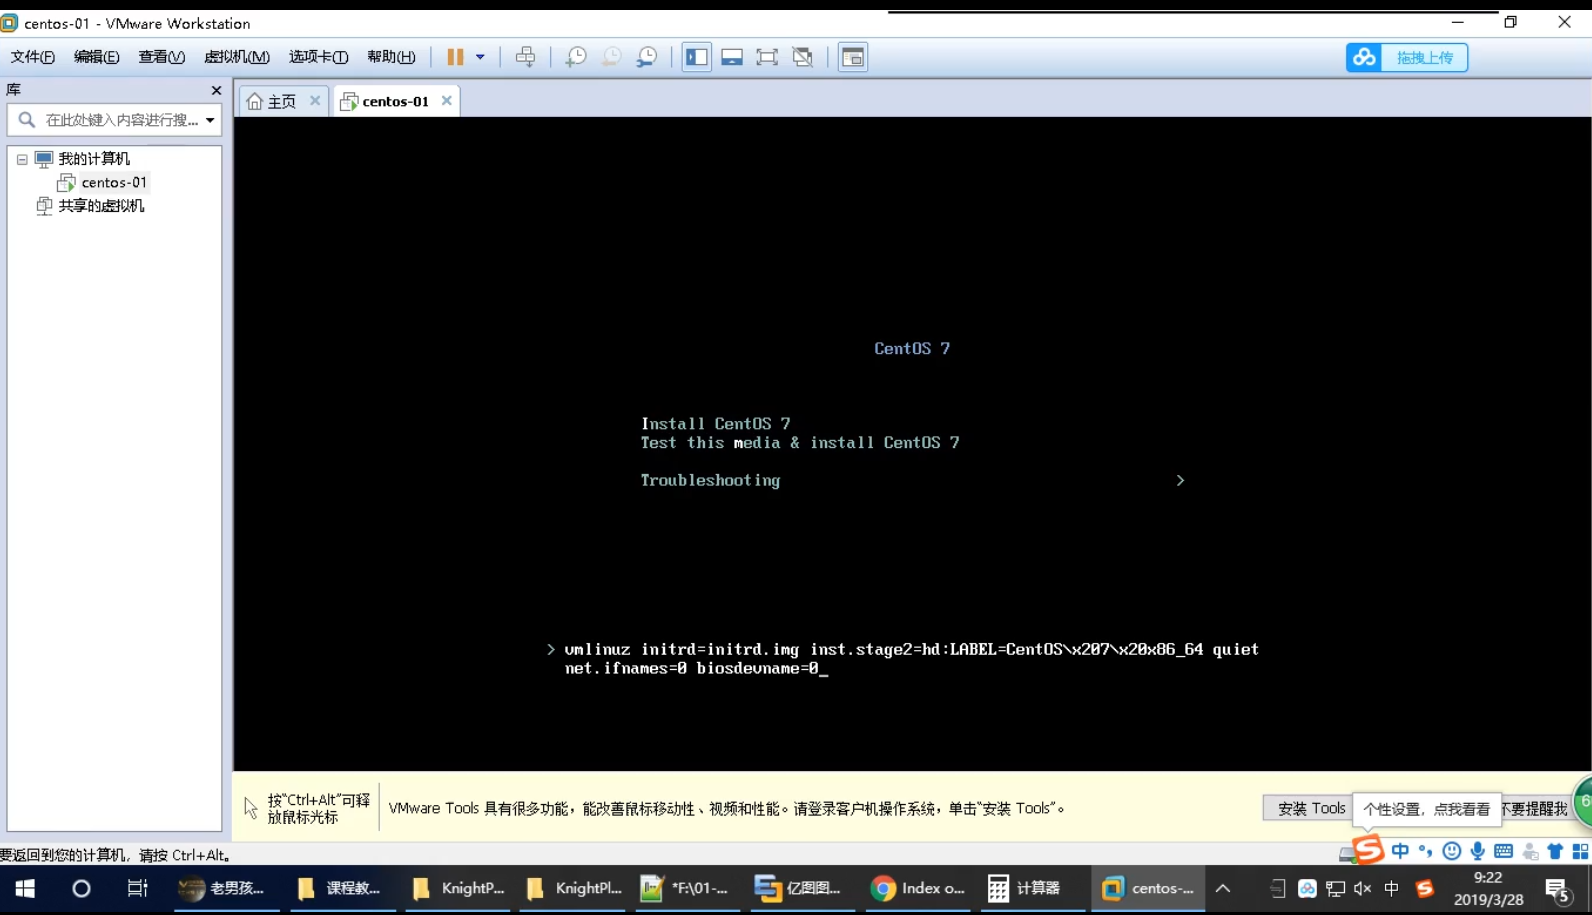 centos-01 - VMware Workstation
文件(F) 编辑(E) 查看(V) 虚拟机(M) 选项卡(T) 帮助(H)
拖拽上传
库
主页
centos-01
在此处键入内容进行搜...
我的计算机
centos-01
共享的虚拟机
CentOS 7
Install CentOS 7
Test this media & install CentOS 7
Troubleshooting >
> vmlinuz initrd=initrd.img inst.stage2=hd:LABEL=CentOS\x207\x20x86_64 quiet
net.ifnames=0 biosdevname=0_
按"Ctrl+Alt"可释
放鼠标光标
VMware Tools 具有很多功能，能改善鼠标移动性、视频和性能。请登录客户机操作系统，单击"安装 Tools"。
安装 Tools
个性设置，点我看看
不要提醒我
6
要返回到您的计算机，请按 Ctrl+Alt。
中
老男孩...
课程教...
KnightP...
KnightPl...
*F:\01-...
亿图图...
Index o...
计算器
centos-...
中
9:22
2019/3/28
5